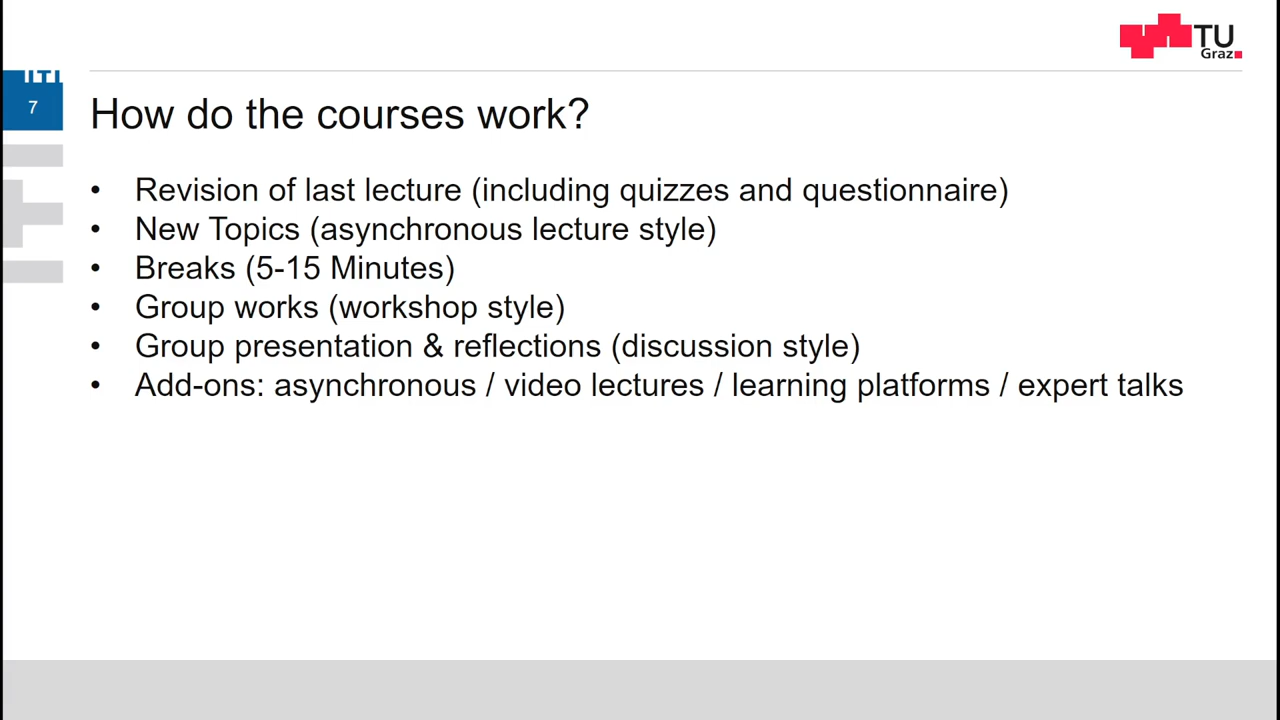 TU
Graz
7
How do the courses work?
• Revision of last lecture (including quizzes and questionnaire)
• New Topics (asynchronous lecture style)
• Breaks (5-15 Minutes)
• Group works (workshop style)
• Group presentation & reflections (discussion style)
• Add-ons: asynchronous / video lectures / learning platforms / expert talks